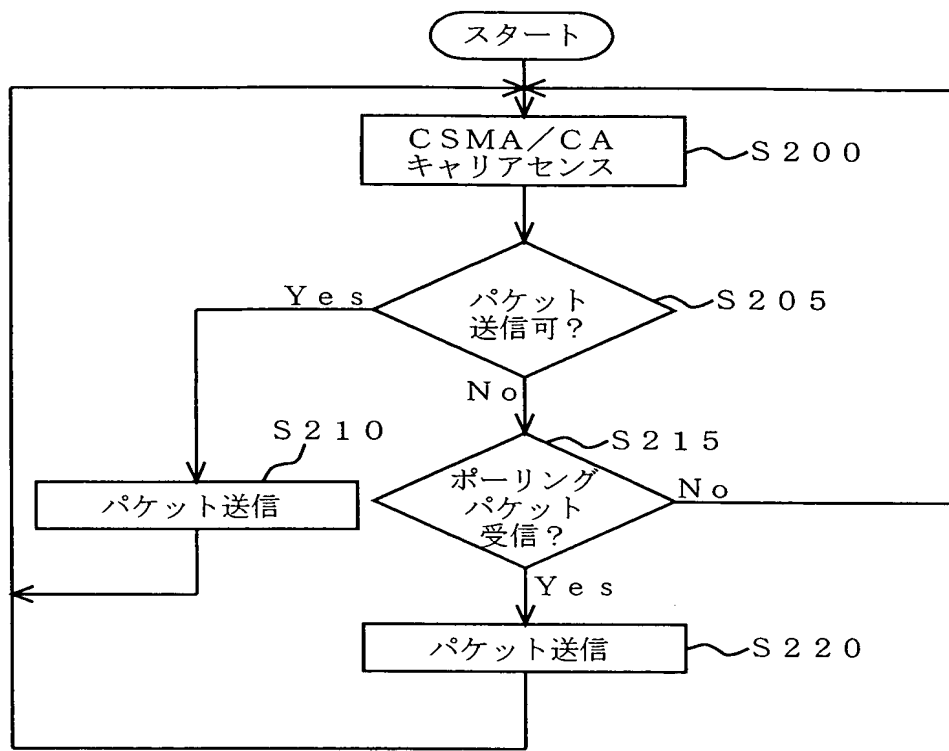 スタート
ＣＳＭＡ／ＣＡ
キャリアセンス
Ｓ２００
パケット
送信可？
Ｓ２０５
Ｙｅｓ
Ｎｏ
Ｓ２１０
パケット送信
Ｓ２１５
ポーリング
パケット
受信？
Ｎｏ
Ｙｅｓ
パケット送信
Ｓ２２０